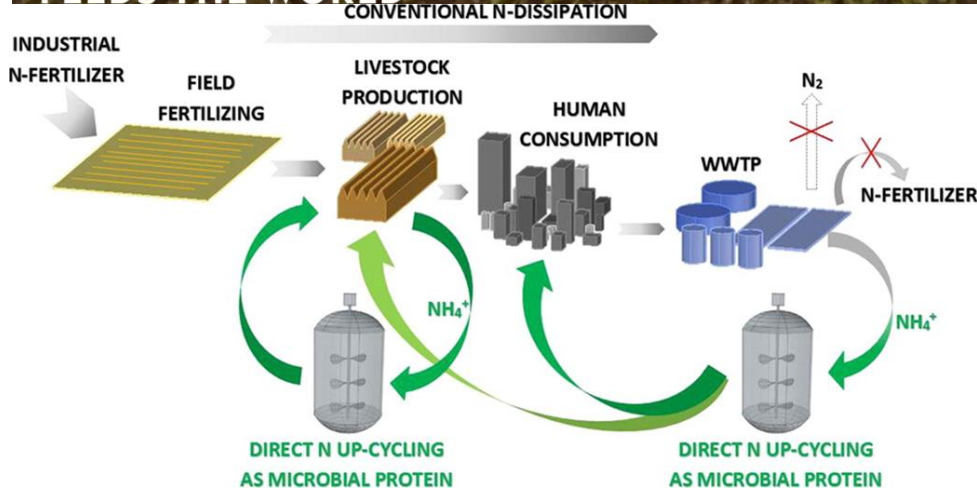 CONVENTIONAL N-DISSIPATION
INDUSTRIAL
N-FERTILIZER
FIELD
FERTILIZING
LIVESTOCK
PRODUCTION
HUMAN
CONSUMPTION
WWTP
N₂
N-FERTILIZER
NH₄⁺
NH₄⁺
DIRECT N UP-CYCLING
AS MICROBIAL PROTEIN
DIRECT N UP-CYCLING
AS MICROBIAL PROTEIN